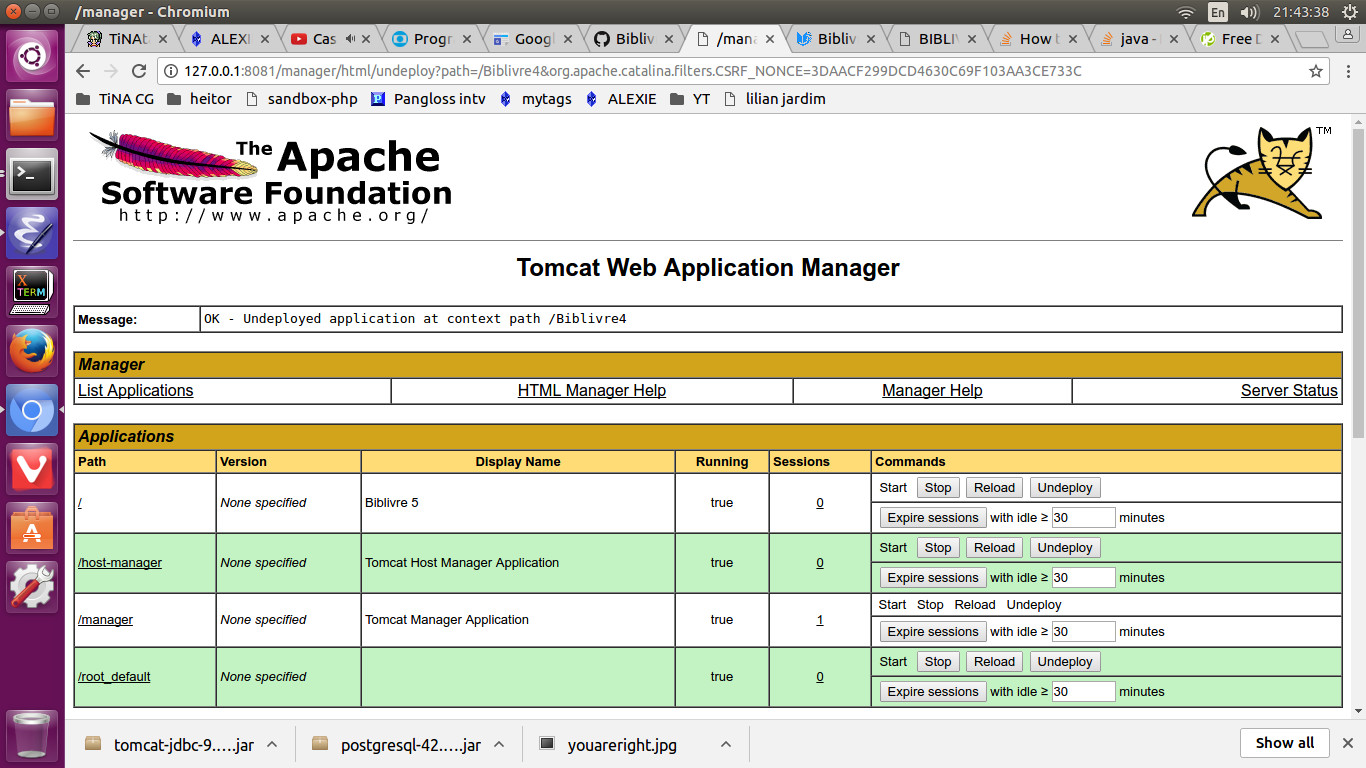 /manager - Chromium
En
21:43:38
TiNAt
ALEXIE
Cas
Progr
Googl
Bibliv
/mana
Bibliv
BIBLIV
How t
java -
Free D
127.0.0.1:8081/manager/html/undeploy?path=/Biblivre4&org.apache.catalina.filters.CSRF_NONCE=3DAACF299DCD4630C69F103AA3CE733C
TiNA CG
heitor
sandbox-php
Pangloss intv
mytags
ALEXIE
YT
lilian jardim
The Apache
Software Foundation
http://www.apache.org/
TM
Tomcat Web Application Manager
Message: OK - Undeployed application at context path /Biblivre4
Manager
List Applications HTML Manager Help Manager Help Server Status
Applications
Path Version Display Name Running Sessions Commands
/ None specified Biblivre 5 true 0 Start Stop Reload Undeploy
Expire sessions with idle ≥ 30 minutes
/host-manager None specified Tomcat Host Manager Application true 0 Start Stop Reload Undeploy
Expire sessions with idle ≥ 30 minutes
/manager None specified Tomcat Manager Application true 1 Start Stop Reload Undeploy
Expire sessions with idle ≥ 30 minutes
/root_default None specified true 0 Start Stop Reload Undeploy
Expire sessions with idle ≥ 30 minutes
X
TERM
tomcat-jdbc-9.....jar
postgresql-42.....jar
youareright.jpg
Show all